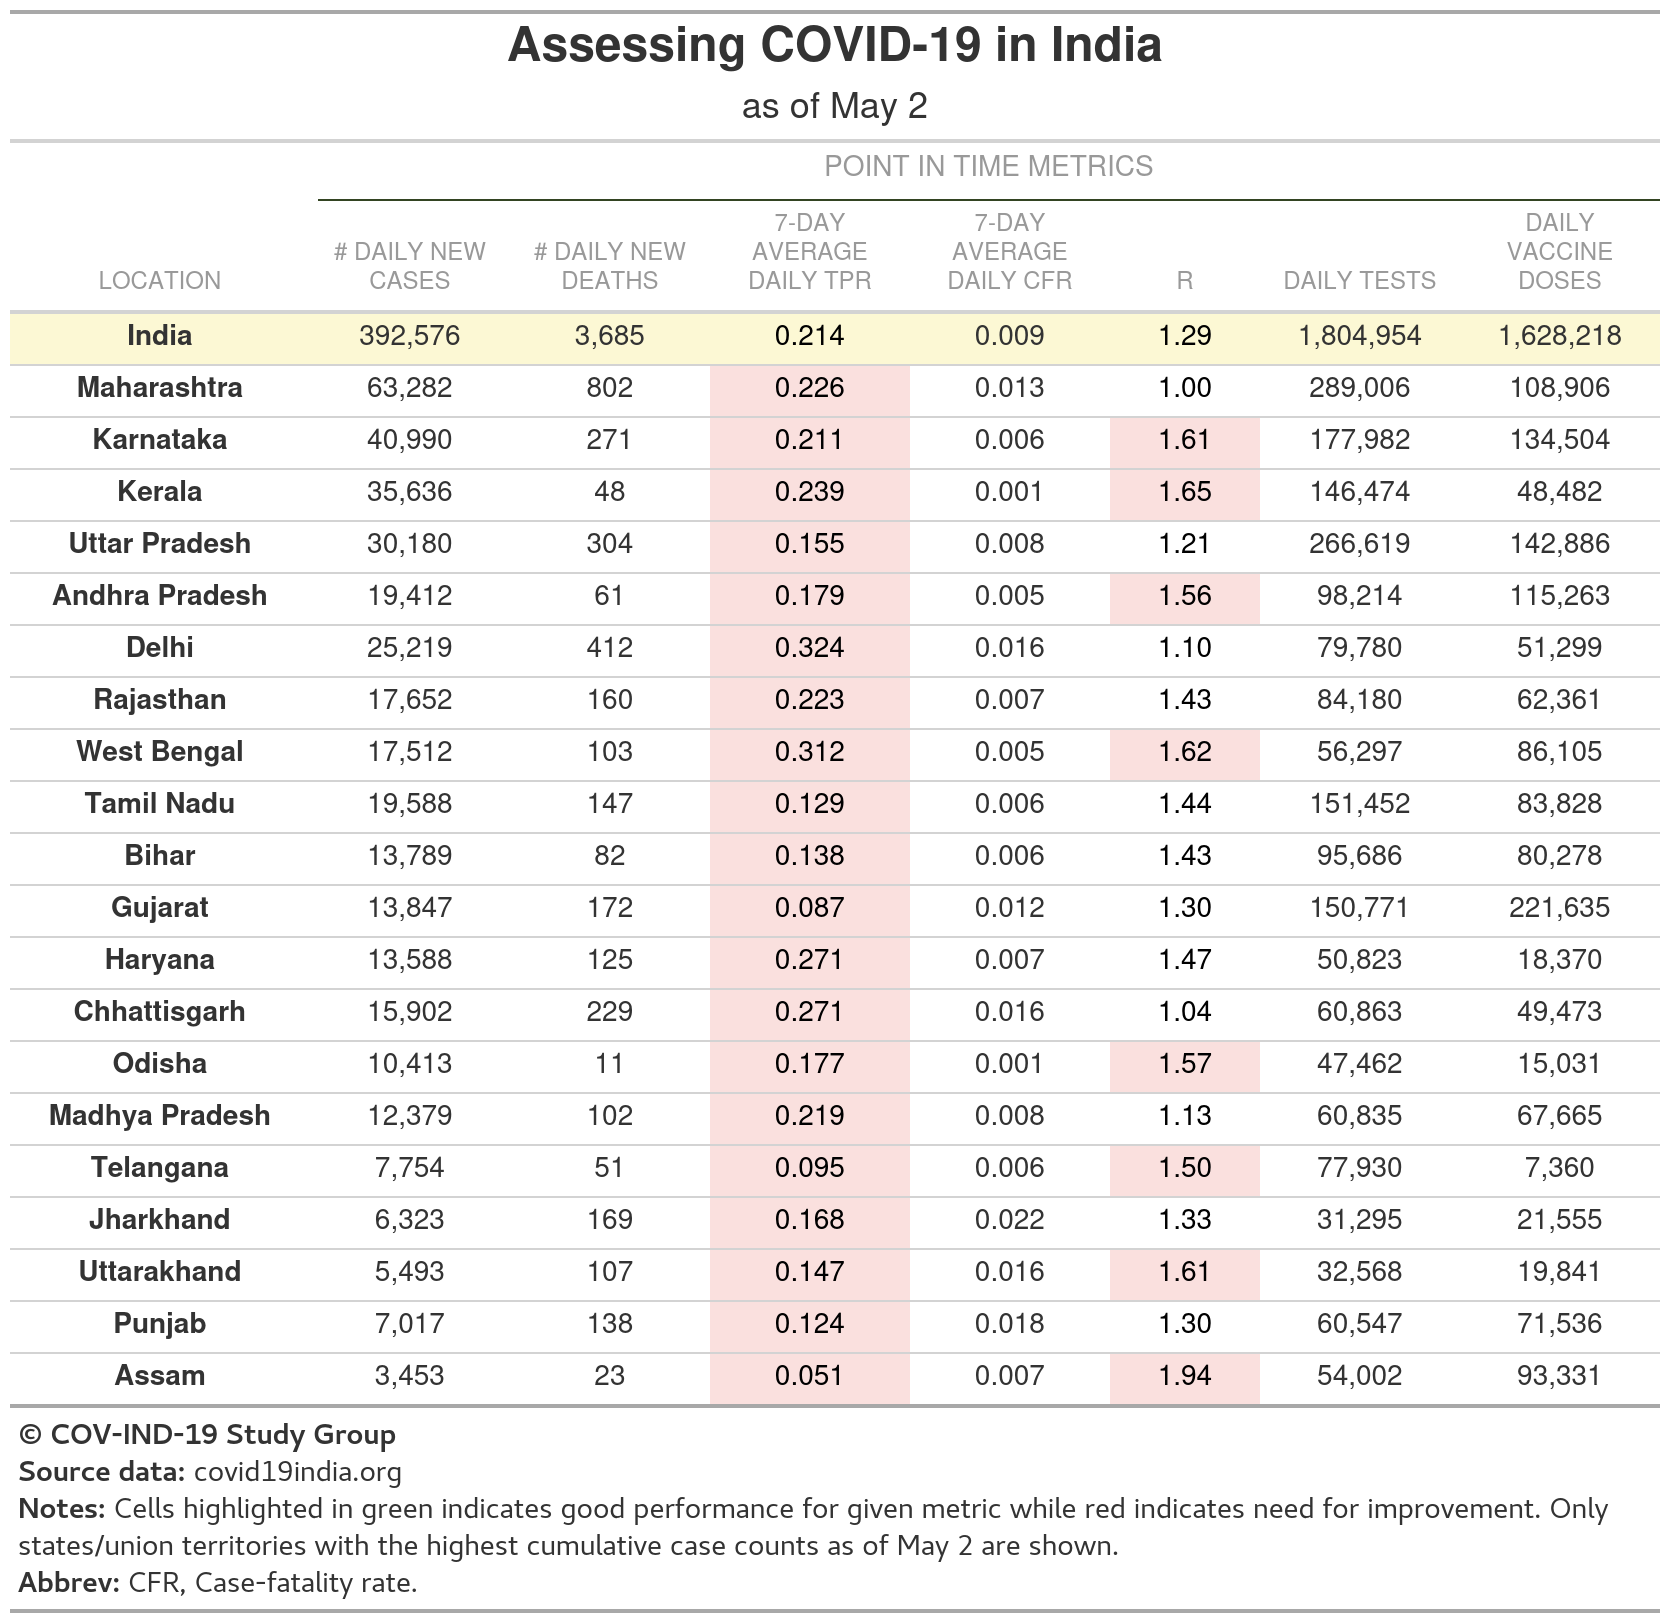 Assessing COVID-19 in India
as of May 2
POINT IN TIME METRICS
LOCATION # DAILY NEW CASES # DAILY NEW DEATHS 7-DAY AVERAGE DAILY TPR 7-DAY AVERAGE DAILY CFR R DAILY TESTS DAILY VACCINE DOSES
India 392,576 3,685 0.214 0.009 1.29 1,804,954 1,628,218
Maharashtra 63,282 802 0.226 0.013 1.00 289,006 108,906
Karnataka 40,990 271 0.211 0.006 1.61 177,982 134,504
Kerala 35,636 48 0.239 0.001 1.65 146,474 48,482
Uttar Pradesh 30,180 304 0.155 0.008 1.21 266,619 142,886
Andhra Pradesh 19,412 61 0.179 0.005 1.56 98,214 115,263
Delhi 25,219 412 0.324 0.016 1.10 79,780 51,299
Rajasthan 17,652 160 0.223 0.007 1.43 84,180 62,361
West Bengal 17,512 103 0.312 0.005 1.62 56,297 86,105
Tamil Nadu 19,588 147 0.129 0.006 1.44 151,452 83,828
Bihar 13,789 82 0.138 0.006 1.43 95,686 80,278
Gujarat 13,847 172 0.087 0.012 1.30 150,771 221,635
Haryana 13,588 125 0.271 0.007 1.47 50,823 18,370
Chhattisgarh 15,902 229 0.271 0.016 1.04 60,863 49,473
Odisha 10,413 11 0.177 0.001 1.57 47,462 15,031
Madhya Pradesh 12,379 102 0.219 0.008 1.13 60,835 67,665
Telangana 7,754 51 0.095 0.006 1.50 77,930 7,360
Jharkhand 6,323 169 0.168 0.022 1.33 31,295 21,555
Uttarakhand 5,493 107 0.147 0.016 1.61 32,568 19,841
Punjab 7,017 138 0.124 0.018 1.30 60,547 71,536
Assam 3,453 23 0.051 0.007 1.94 54,002 93,331
© COV-IND-19 Study Group
Source data: covid19india.org
Notes: Cells highlighted in green indicates good performance for given metric while red indicates need for improvement. Only
states/union territories with the highest cumulative case counts as of May 2 are shown.
Abbrev: CFR, Case-fatality rate.